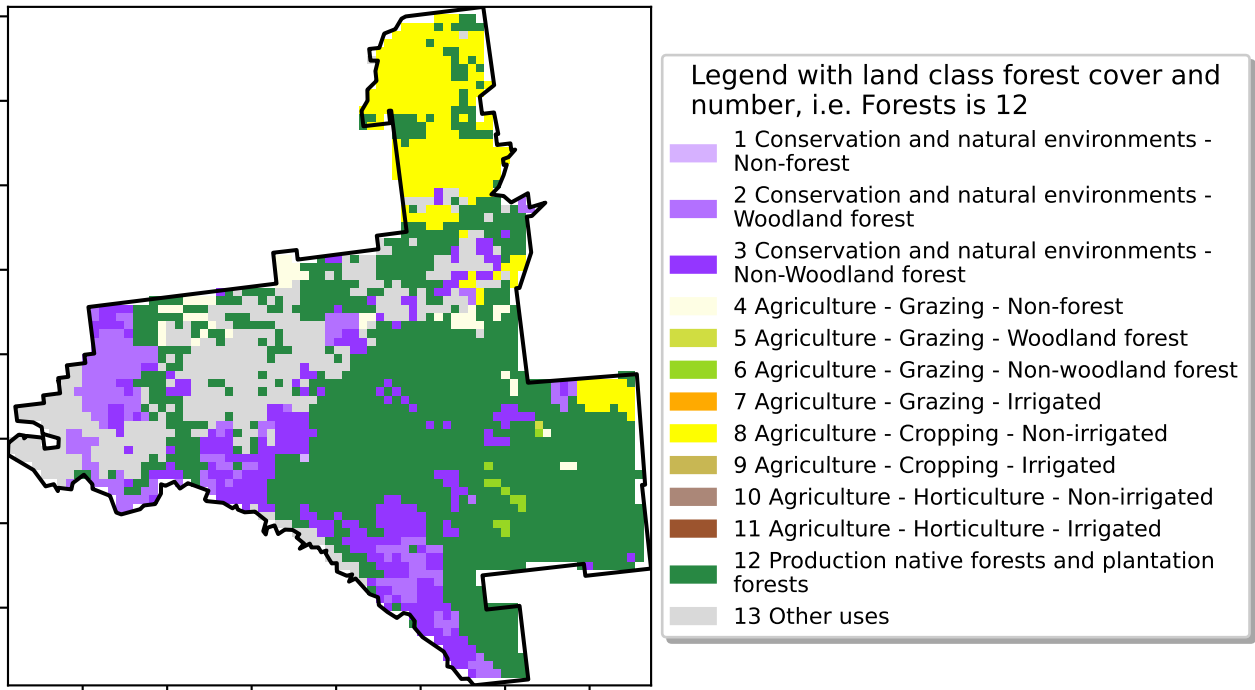 Legend with land class forest cover and
number, i.e. Forests is 12
1 Conservation and natural environments -
Non-forest
2 Conservation and natural environments -
Woodland forest
3 Conservation and natural environments -
Non-Woodland forest
4 Agriculture - Grazing - Non-forest
5 Agriculture - Grazing - Woodland forest
6 Agriculture - Grazing - Non-woodland forest
7 Agriculture - Grazing - Irrigated
8 Agriculture - Cropping - Non-irrigated
9 Agriculture - Cropping - Irrigated
10 Agriculture - Horticulture - Non-irrigated
11 Agriculture - Horticulture - Irrigated
12 Production native forests and plantation
forests
13 Other uses